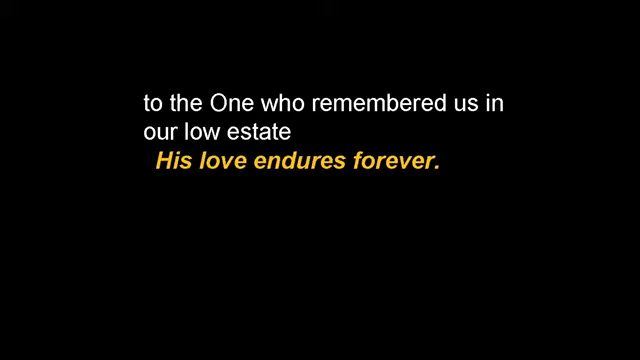 to the One who remembered us in
our low estate
His love endures forever.